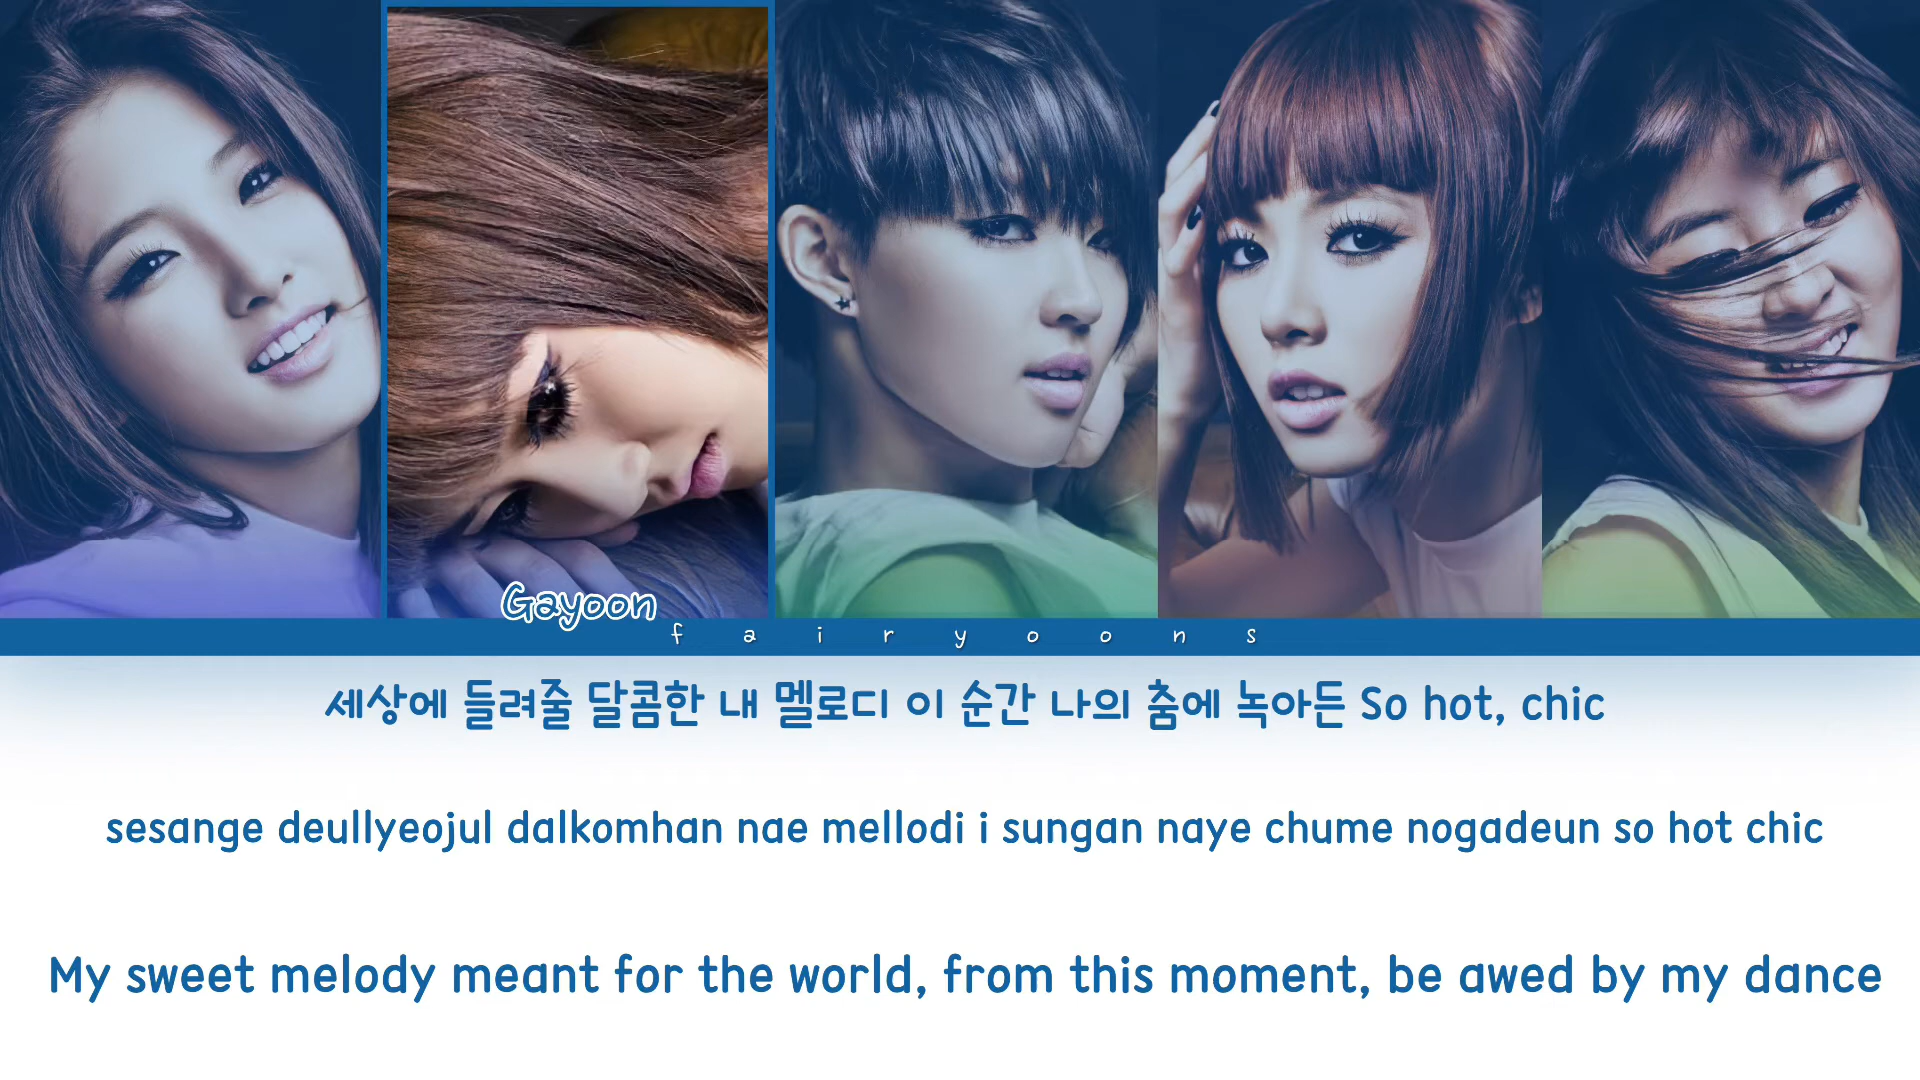 Gayoon
fairyoons
세상에 들려줄 달콤한 내 멜로디 이 순간 나의 춤에 녹아든 So hot, chic
sesange deullyeojul dalkomhan nae mellodi i sungan naye chume nogadeun so hot chic
My sweet melody meant for the world, from this moment, be awed by my dance